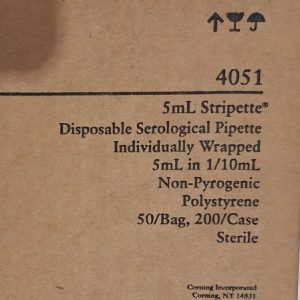 4051
5mL Stripette®
Disposable Serological Pipette
Individually Wrapped
5mL in 1/10mL
Non-Pyrogenic
Polystyrene
50/Bag, 200/Case
Sterile
Corning Incorporated
Corning, NY 14831